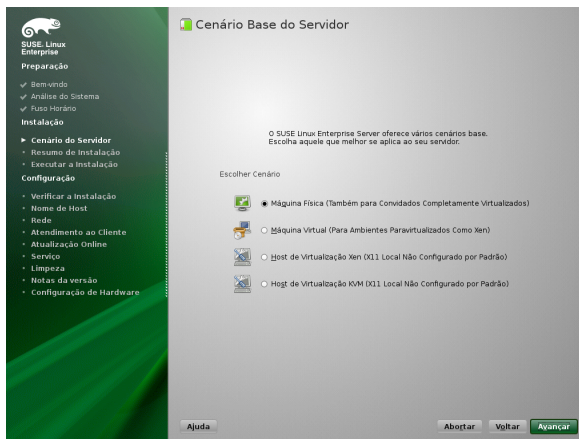 SUSE. Linux
Enterprise
Preparação
Bem-vindo
Análise do Sistema
Fuso Horário
Instalação
Cenário do Servidor
Resumo de Instalação
Executar a Instalação
Configuração
Verificar a Instalação
Nome de Host
Rede
Atendimento ao Cliente
Atualização Online
Serviço
Limpeza
Notas da versão
Configuração de Hardware
Cenário Base do Servidor
O SUSE Linux Enterprise Server oferece vários cenários base.
Escolha aquele que melhor se aplica ao seu servidor.
Escolher Cenário
Máquina Física (Também para Convidados Completamente Virtualizados)
Máquina Virtual (Para Ambientes Paravirtualizados Como Xen)
Host de Virtualização Xen (X11 Local Não Configurado por Padrão)
Host de Virtualização KVM (X11 Local Não Configurado por Padrão)
Ajuda
Abortar
Voltar
Avançar